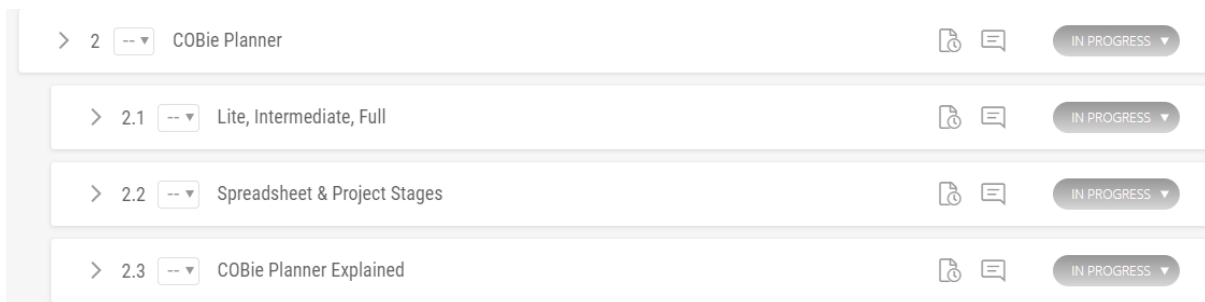 2 -- COBie Planner IN PROGRESS
2.1 -- Lite, Intermediate, Full IN PROGRESS
2.2 -- Spreadsheet & Project Stages IN PROGRESS
2.3 -- COBie Planner Explained IN PROGRESS